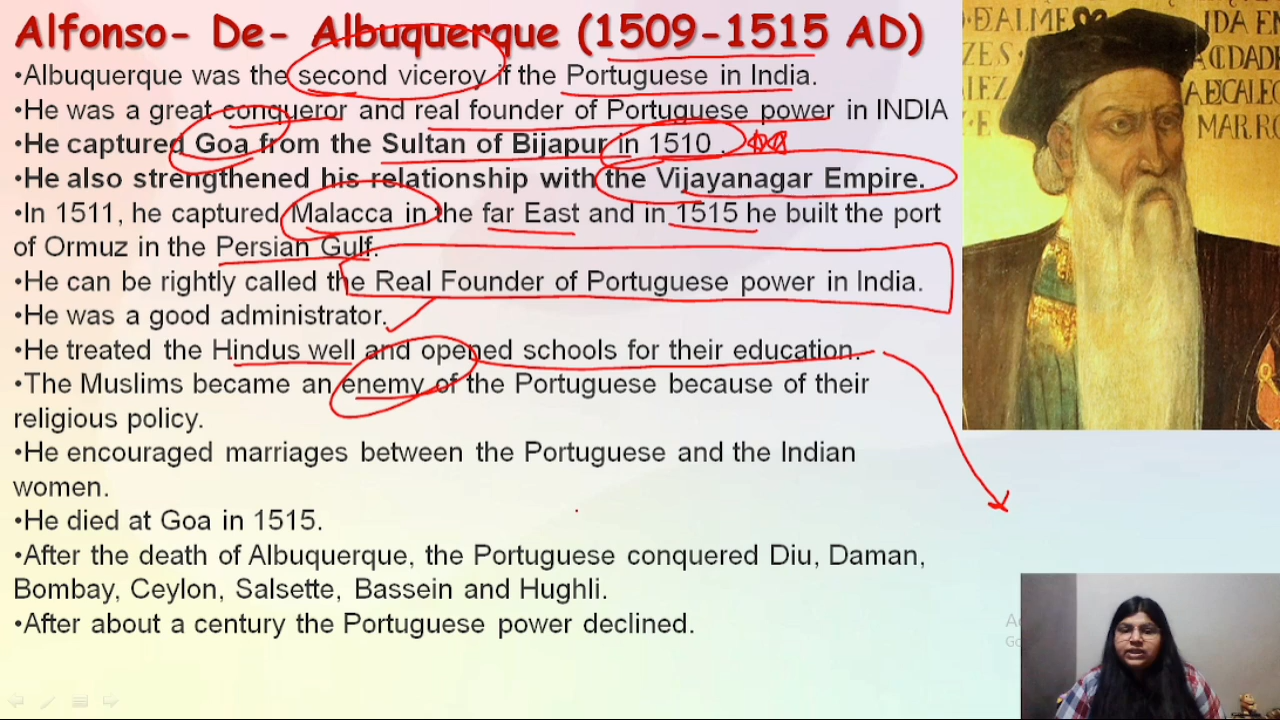 Alfonso- De- Albuquerque (1509-1515 AD)
•Albuquerque was the second viceroy if the Portuguese in India.
•He was a great conqueror and real founder of Portuguese power in INDIA
•He captured Goa from the Sultan of Bijapur in 1510 .
•He also strengthened his relationship with the Vijayanagar Empire.
•In 1511, he captured Malacca in the far East and in 1515 he built the port
of Ormuz in the Persian Gulf.
•He can be rightly called the Real Founder of Portuguese power in India.
•He was a good administrator.
•He treated the Hindus well and opened schools for their education.
•The Muslims became an enemy of the Portuguese because of their
religious policy.
•He encouraged marriages between the Portuguese and the Indian
women.
•He died at Goa in 1515.
•After the death of Albuquerque, the Portuguese conquered Diu, Daman,
Bombay, Ceylon, Salsette, Bassein and Hughli.
•After about a century the Portuguese power declined.